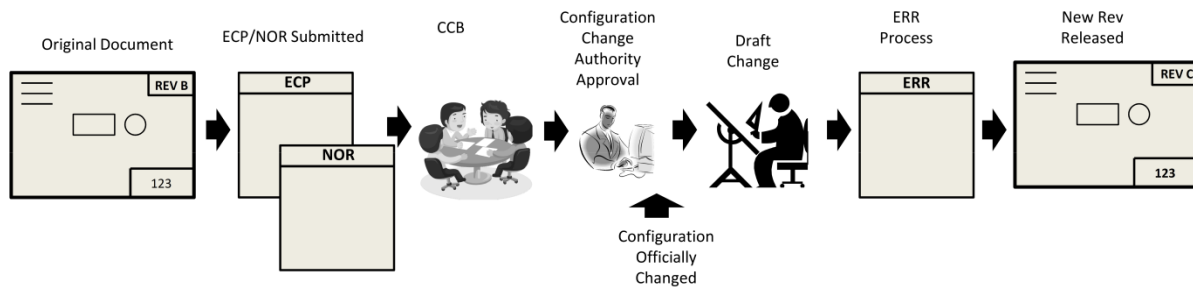 Original Document
REV B
123
ECP/NOR Submitted
ECP
NOR
CCB
Configuration
Change
Authority
Approval
Configuration
Officially
Changed
Draft
Change
ERR
Process
ERR
New Rev
Released
REV C
123